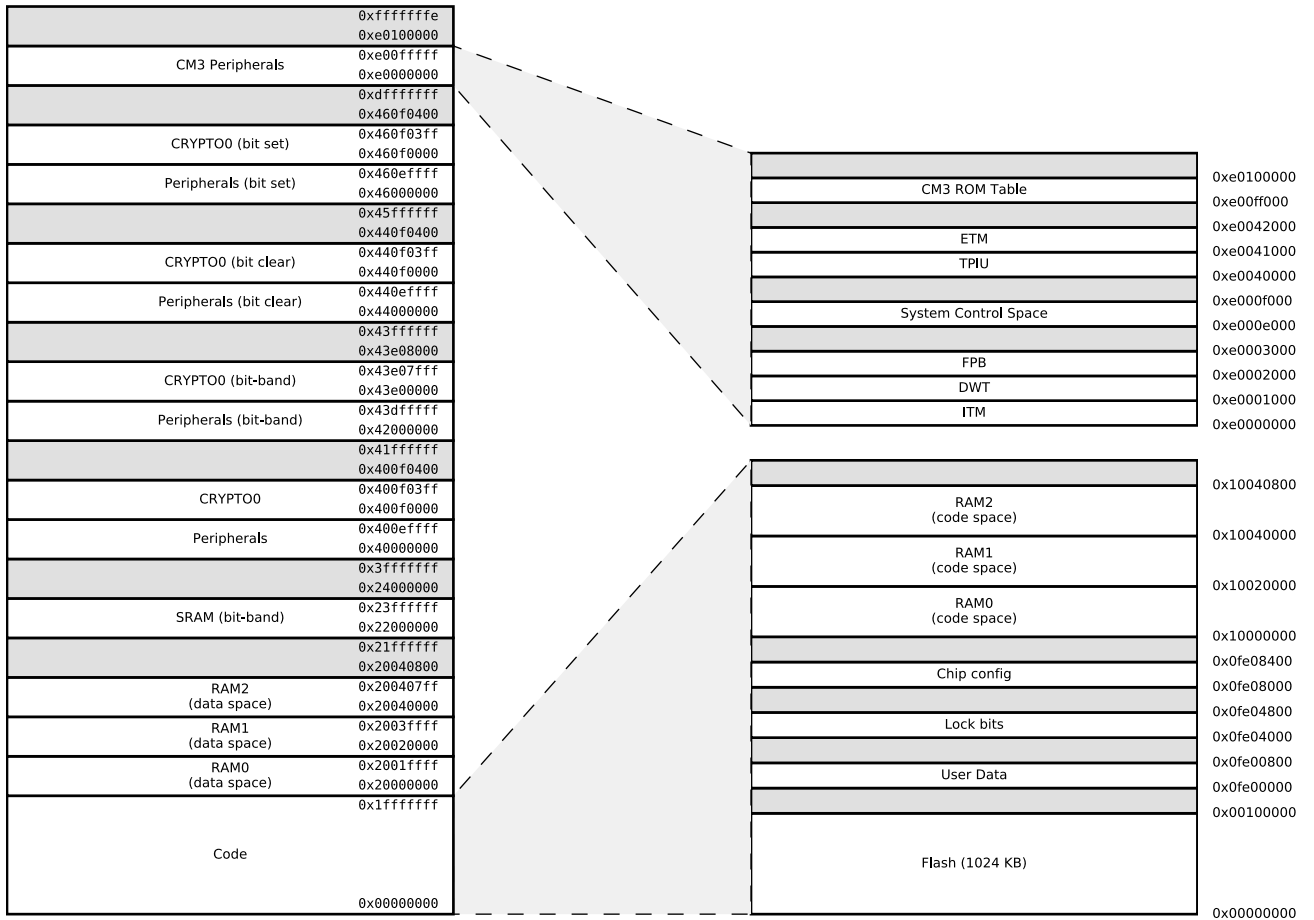 0xfffffffe
0xe0100000
CM3 Peripherals
0xe00fffff
0xe0000000
0xdfffffff
0x460f0400
CRYPTO0 (bit set)
0x460f03ff
0x460f0000
Peripherals (bit set)
0x460effff
0x46000000
0x45ffffff
0x440f0400
CRYPTO0 (bit clear)
0x440f03ff
0x440f0000
Peripherals (bit clear)
0x440effff
0x44000000
0x43ffffff
0x43e08000
CRYPTO0 (bit-band)
0x43e07fff
0x43e00000
Peripherals (bit-band)
0x43dfffff
0x42000000
0x41ffffff
0x400f0400
CRYPTO0
0x400f03ff
0x400f0000
Peripherals
0x400effff
0x40000000
0x3fffffff
0x24000000
SRAM (bit-band)
0x23ffffff
0x22000000
0x21ffffff
0x20040800
RAM2
(data space)
0x200407ff
0x20040000
RAM1
(data space)
0x2003ffff
0x20020000
RAM0
(data space)
0x2001ffff
0x20000000
0x1fffffff
Code
0x00000000
0xe0100000
CM3 ROM Table
0xe00ff000
0xe0042000
ETM
0xe0041000
TPIU
0xe0040000
0xe000f000
System Control Space
0xe000e000
0xe0003000
FPB
0xe0002000
DWT
0xe0001000
ITM
0xe0000000
0x10040800
RAM2
(code space)
0x10040000
RAM1
(code space)
0x10020000
RAM0
(code space)
0x10000000
0x0fe08400
Chip config
0x0fe08000
0x0fe04800
Lock bits
0x0fe04000
0x0fe00800
User Data
0x0fe00000
0x00100000
Flash (1024 KB)
0x00000000